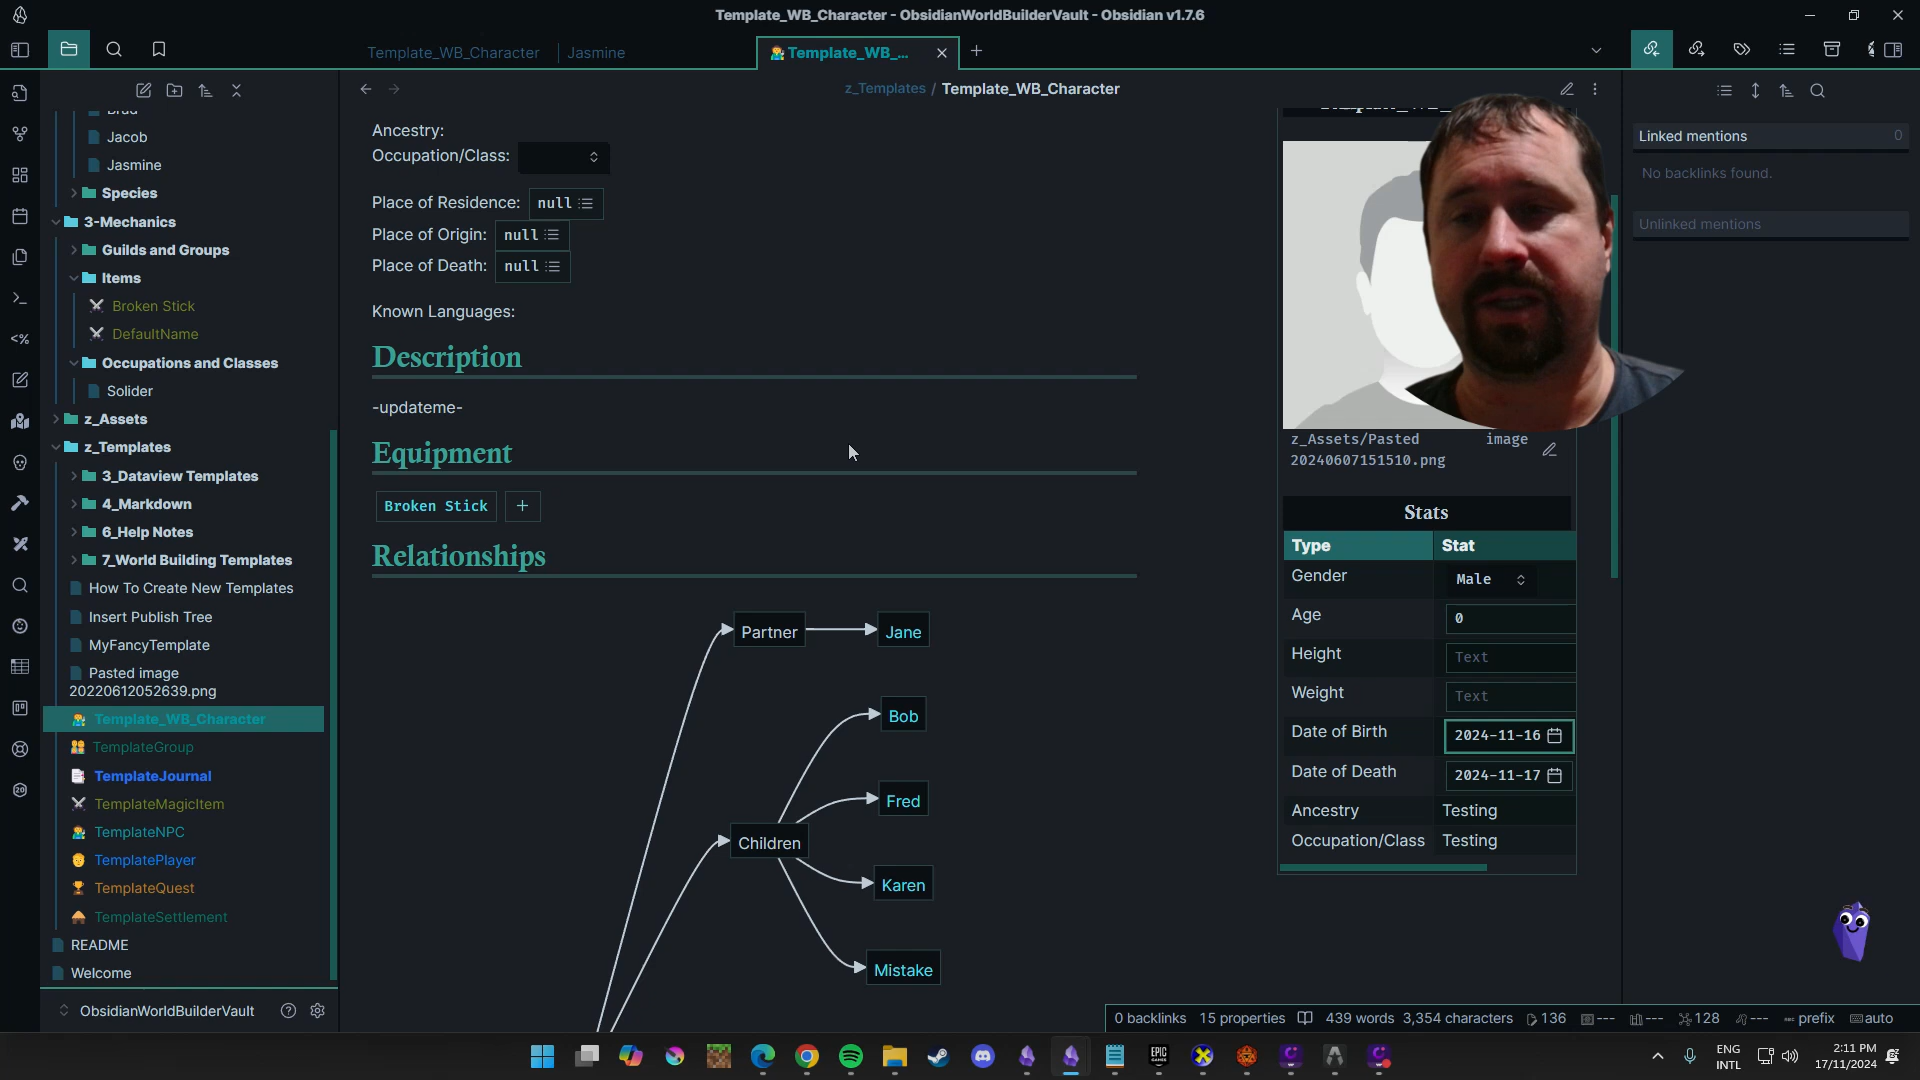 Template_WB_Character - ObsidianWorldBuilderVault - Obsidian v1.7.6
Template_WB_Character
Jasmine
Template_WB_...
z_Templates / Template_WB_Character
Jacob
Jasmine
Species
3-Mechanics
Guilds and Groups
Items
Broken Stick
DefaultName
Occupations and Classes
Solider
z_Assets
z_Templates
3_Dataview Templates
4_Markdown
6_Help Notes
7_World Building Templates
How To Create New Templates
Insert Publish Tree
MyFancyTemplate
Pasted image
20220612052639.png
Template_WB_Character
TemplateGroup
TemplateJournal
TemplateMagicItem
TemplateNPC
TemplatePlayer
TemplateQuest
TemplateSettlement
README
Welcome
ObsidianWorldBuilderVault
Ancestry:
Occupation/Class:
Place of Residence: null
Place of Origin: null
Place of Death: null
Known Languages:
Description
-updateme-
Equipment
Broken Stick +
Relationships
Partner
Jane
Bob
Fred
Children
Karen
Mistake
z_Assets/Pasted image
20240607151510.png
Stats
Type Stat
Gender Male
Age 0
Height Text
Weight Text
Date of Birth 2024-11-16
Date of Death 2024-11-17
Ancestry Testing
Occupation/Class Testing
Linked mentions 0
No backlinks found.
Unlinked mentions
0 backlinks 15 properties 439 words 3,354 characters 136 --- --- 128 --- prefix auto
ENG
INTL
2:11 PM
17/11/2024